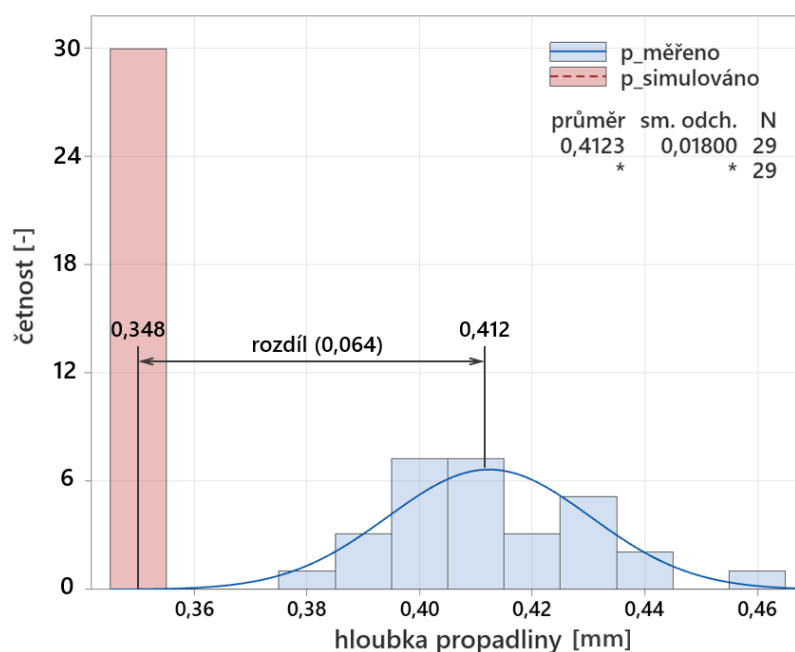 30
24
18
12
6
0
četnost [-]
p_měřeno
p_simulováno
průměr sm. odch. N
0,4123 0,01800 29
* * 29
0,348
rozdíl (0,064)
0,412
0,36 0,38 0,40 0,42 0,44 0,46
hloubka propadliny [mm]